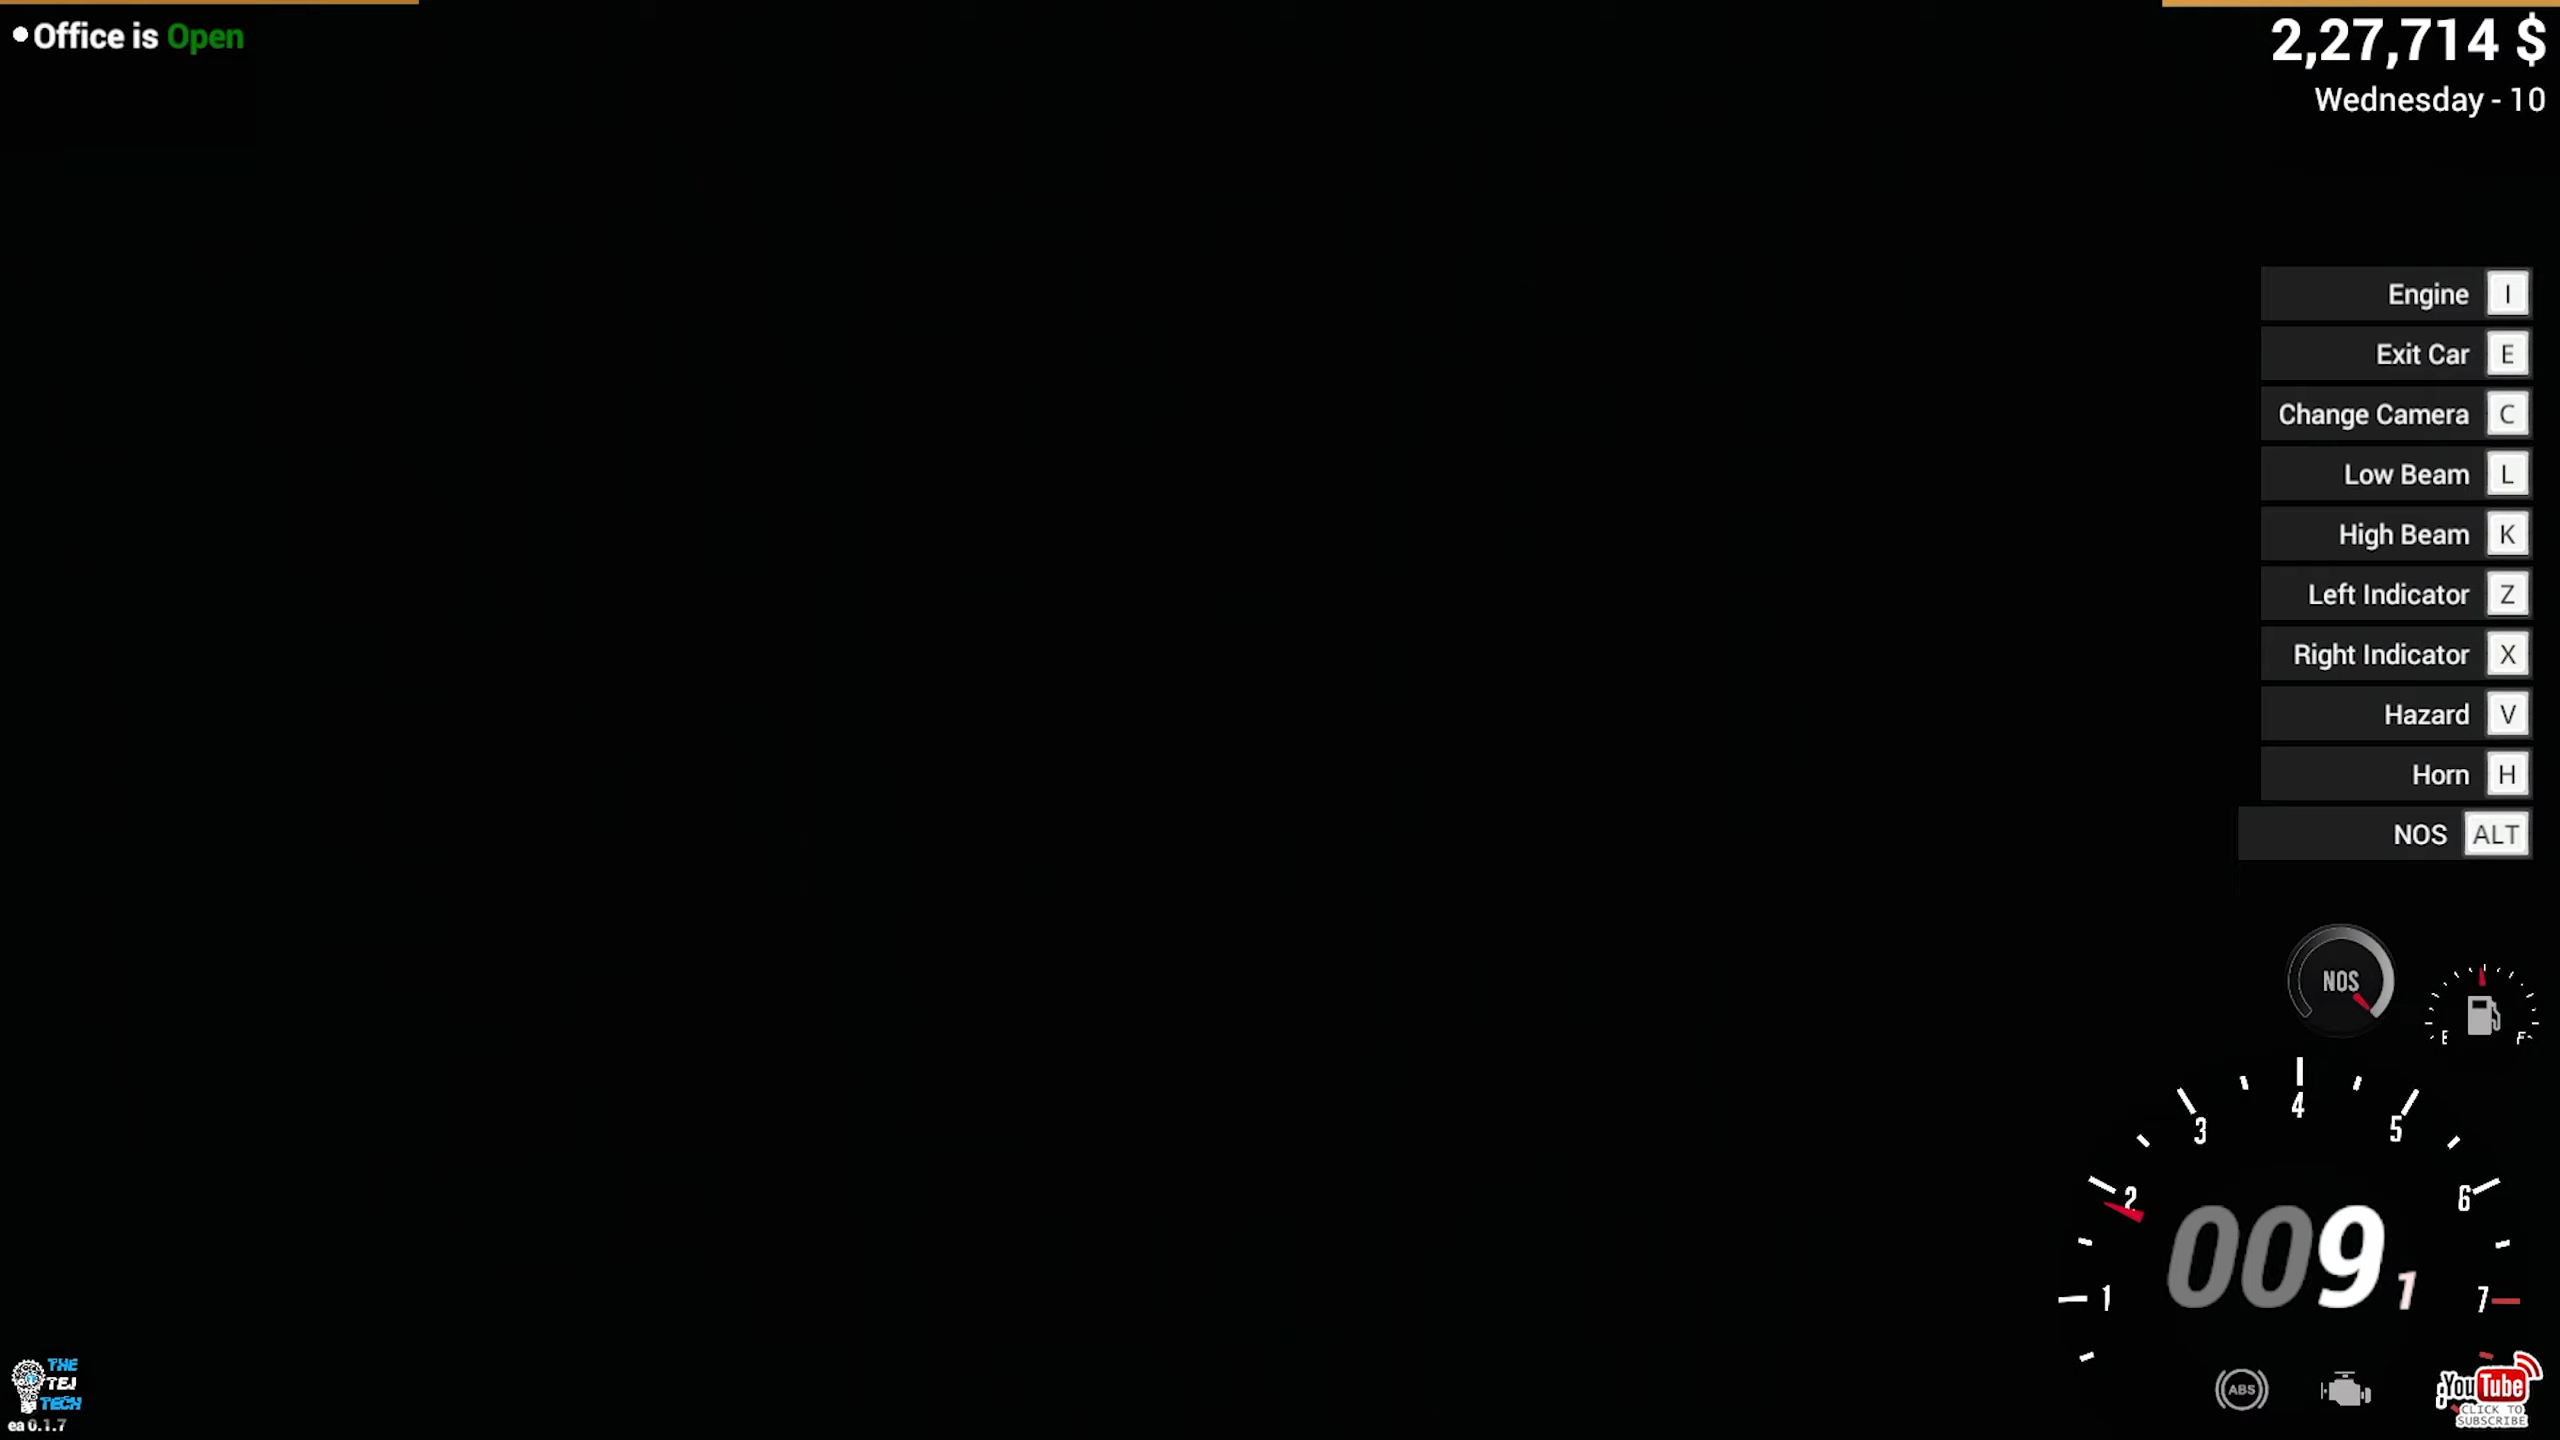 Office is Open
2,27,714 $
Wednesday - 10
Engine I
Exit Car E
Change Camera C
Low Beam L
High Beam K
Left Indicator Z
Right Indicator X
Hazard V
Horn H
NOS ALT
NOS
E F
1 2 3 4 5 6 7
009 1
ABS
THE
TEJ
TECH
ea 0.1.7
YouTube
CLICK TO
SUBSCRIBE